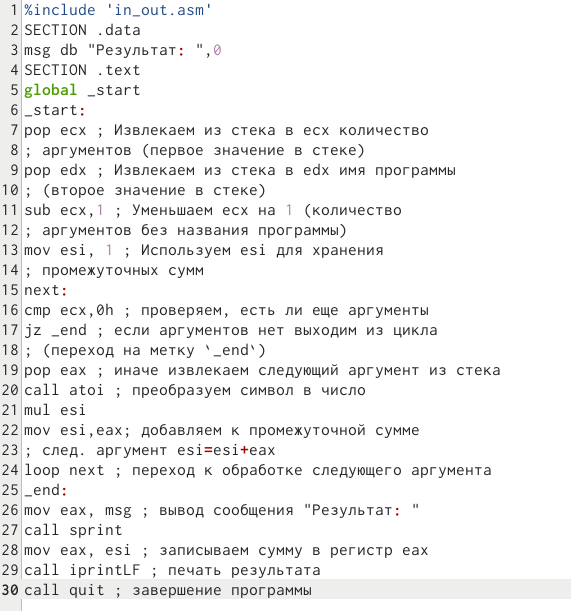 1 %include 'in_out.asm'
2 SECTION .data
3 msg db "Результат: ",0
4 SECTION .text
5 global _start
6 _start:
7 pop ecx ; Извлекаем из стека в ecx количество
8 ; аргументов (первое значение в стеке)
9 pop edx ; Извлекаем из стека в edx имя программы
10 ; (второе значение в стеке)
11 sub ecx,1 ; Уменьшаем ecx на 1 (количество
12 ; аргументов без названия программы)
13 mov esi, 1 ; Используем esi для хранения
14 ; промежуточных сумм
15 next:
16 cmp ecx,0h ; проверяем, есть ли еще аргументы
17 jz _end ; если аргументов нет выходим из цикла
18 ; (переход на метку `_end`)
19 pop eax ; иначе извлекаем следующий аргумент из стека
20 call atoi ; преобразуем символ в число
21 mul esi
22 mov esi,eax; добавляем к промежуточной сумме
23 ; след. аргумент esi=esi+eax
24 loop next ; переход к обработке следующего аргумента
25 _end:
26 mov eax, msg ; вывод сообщения "Результат: "
27 call sprint
28 mov eax, esi ; записываем сумму в регистр eax
29 call iprintLF ; печать результата
30 call quit ; завершение программы